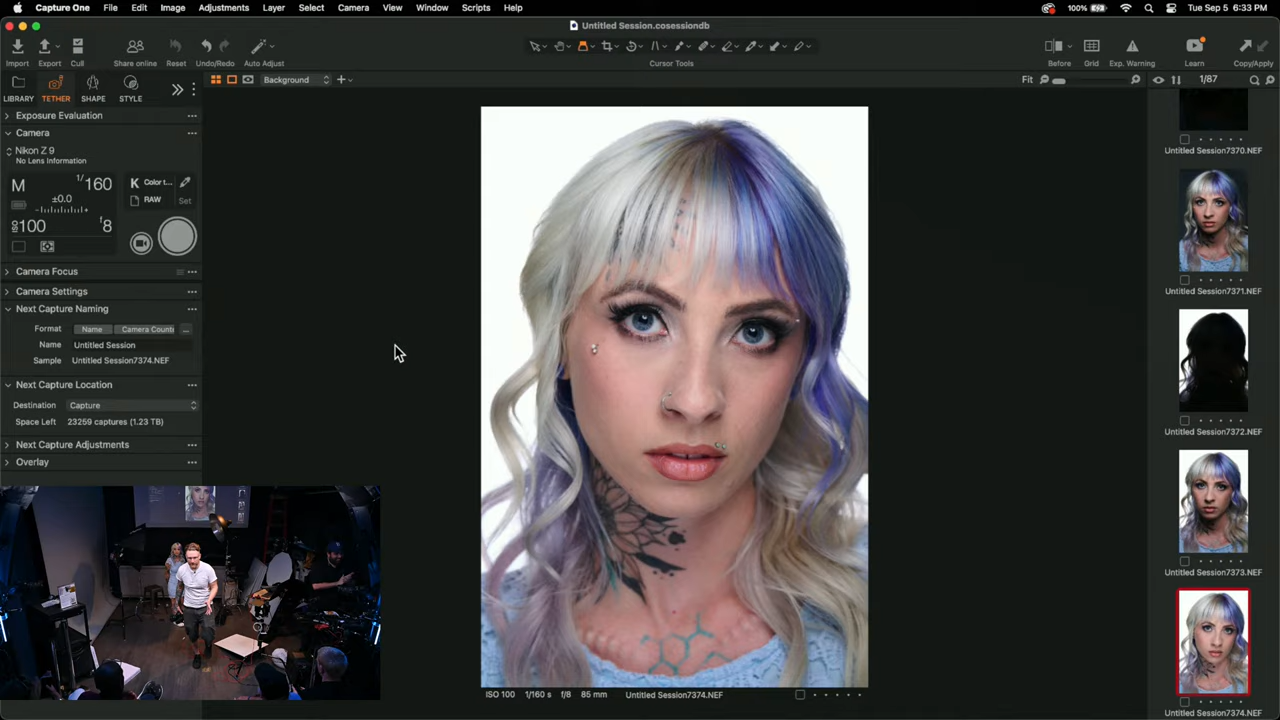 Capture One File Edit Image Adjustments Layer Select Camera View Window Scripts Help 100% Tue Sep 5 6:33 PM
Untitled Session.cosessiondb
Import Export Cull Share online Reset Undo/Redo Auto Adjust Cursor Tools Before Grid Exp. Warning Learn Copy/Apply
Background Fit 1/87
LIBRARY TETHER SHAPE STYLE
Exposure Evaluation
Camera
Nikon Z 9
No Lens Information
M 1/160 K Color t...
±0.0 RAW Set
ISO 100 f 8
Camera Focus
Camera Settings
Next Capture Naming
Format Name Camera Counti ...
Name Untitled Session
Sample Untitled Session7374.NEF
Next Capture Location
Destination Capture
Space Left 23259 captures (1.23 TB)
Next Capture Adjustments
Overlay
ISO 100 1/160 s f/8 85 mm Untitled Session7374.NEF
Untitled Session7370.NEF
Untitled Session7371.NEF
Untitled Session7372.NEF
Untitled Session7373.NEF
Untitled Session7374.NEF